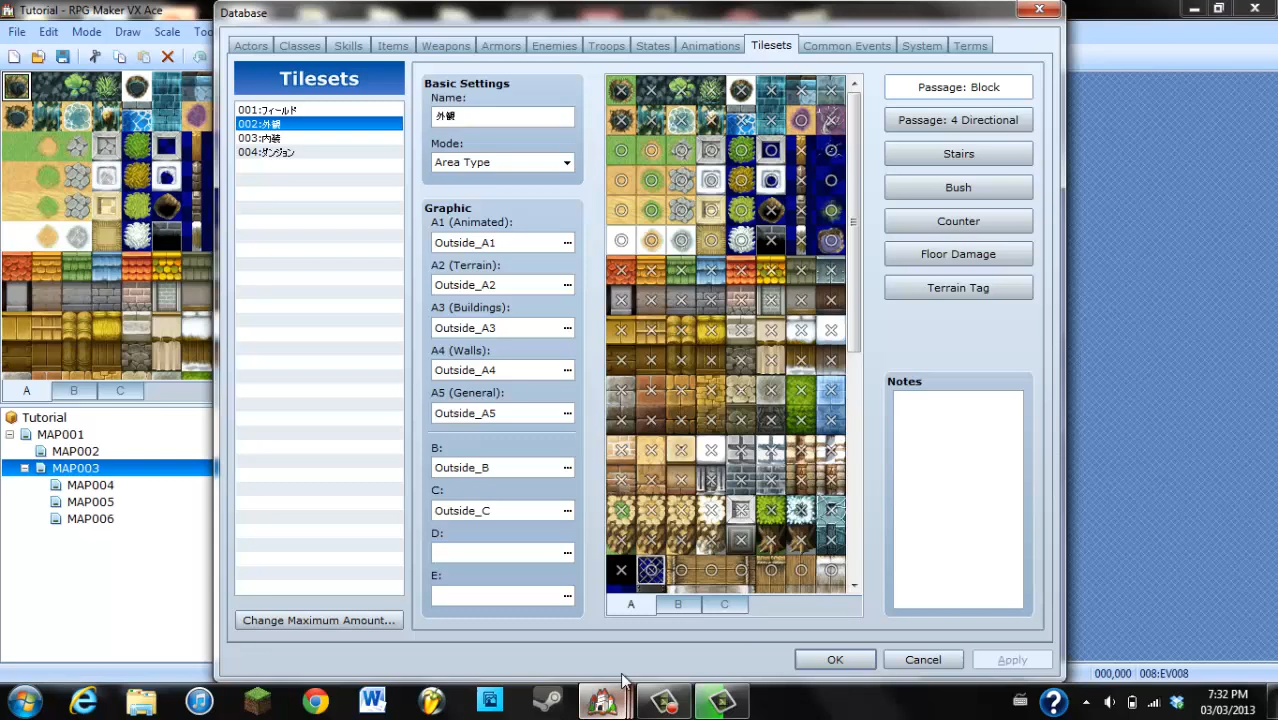 Tutorial - RPG Maker VX Ace
Database
File Edit Mode Draw Scale Too
Actors Classes Skills Items Weapons Armors Enemies Troops States Animations Tilesets Common Events System Terms
Tilesets
001:フィールド
002:外観
003:内装
004:ダンジョン
Change Maximum Amount...
Basic Settings
Name:
外観
Mode:
Area Type
Graphic
A1 (Animated):
Outside_A1
A2 (Terrain):
Outside_A2
A3 (Buildings):
Outside_A3
A4 (Walls):
Outside_A4
A5 (General):
Outside_A5
B:
Outside_B
C:
Outside_C
D:
E:
A B C
Passage: Block
Passage: 4 Directional
Stairs
Bush
Counter
Floor Damage
Terrain Tag
Notes
A B C
Tutorial
MAP001
MAP002
MAP003
MAP004
MAP005
MAP006
OK Cancel Apply
000,000 008:EV008
7:32 PM
03/03/2013